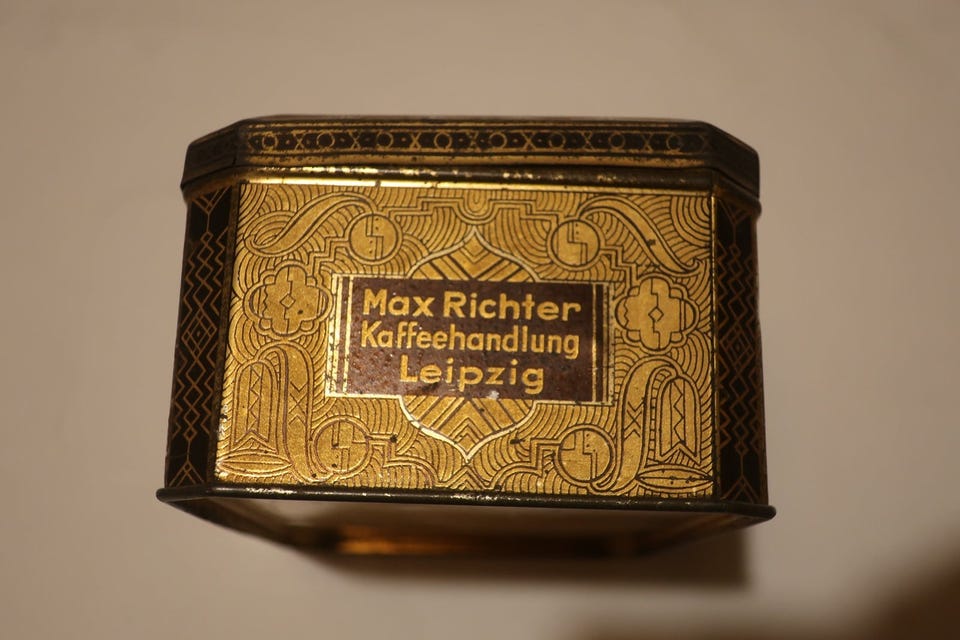 Max Richter
Kaffeehandlung
Leipzig